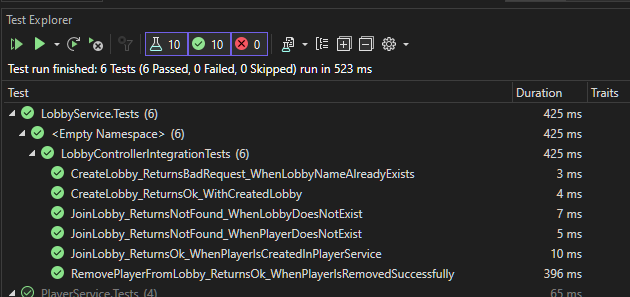 Test Explorer
10 10 0
Test run finished: 6 Tests (6 Passed, 0 Failed, 0 Skipped) run in 523 ms
Test Duration Traits
LobbyService.Tests (6) 425 ms
<Empty Namespace> (6) 425 ms
LobbyControllerIntegrationTests (6) 425 ms
CreateLobby_ReturnsBadRequest_WhenLobbyNameAlreadyExists 3 ms
CreateLobby_ReturnsOk_WithCreatedLobby 4 ms
JoinLobby_ReturnsNotFound_WhenLobbyDoesNotExist 7 ms
JoinLobby_ReturnsNotFound_WhenPlayerDoesNotExist 5 ms
JoinLobby_ReturnsOk_WhenPlayerIsCreatedInPlayerService 10 ms
RemovePlayerFromLobby_ReturnsOk_WhenPlayerIsRemovedSuccessfully 396 ms
PlayerService.Tests (4) 65 ms